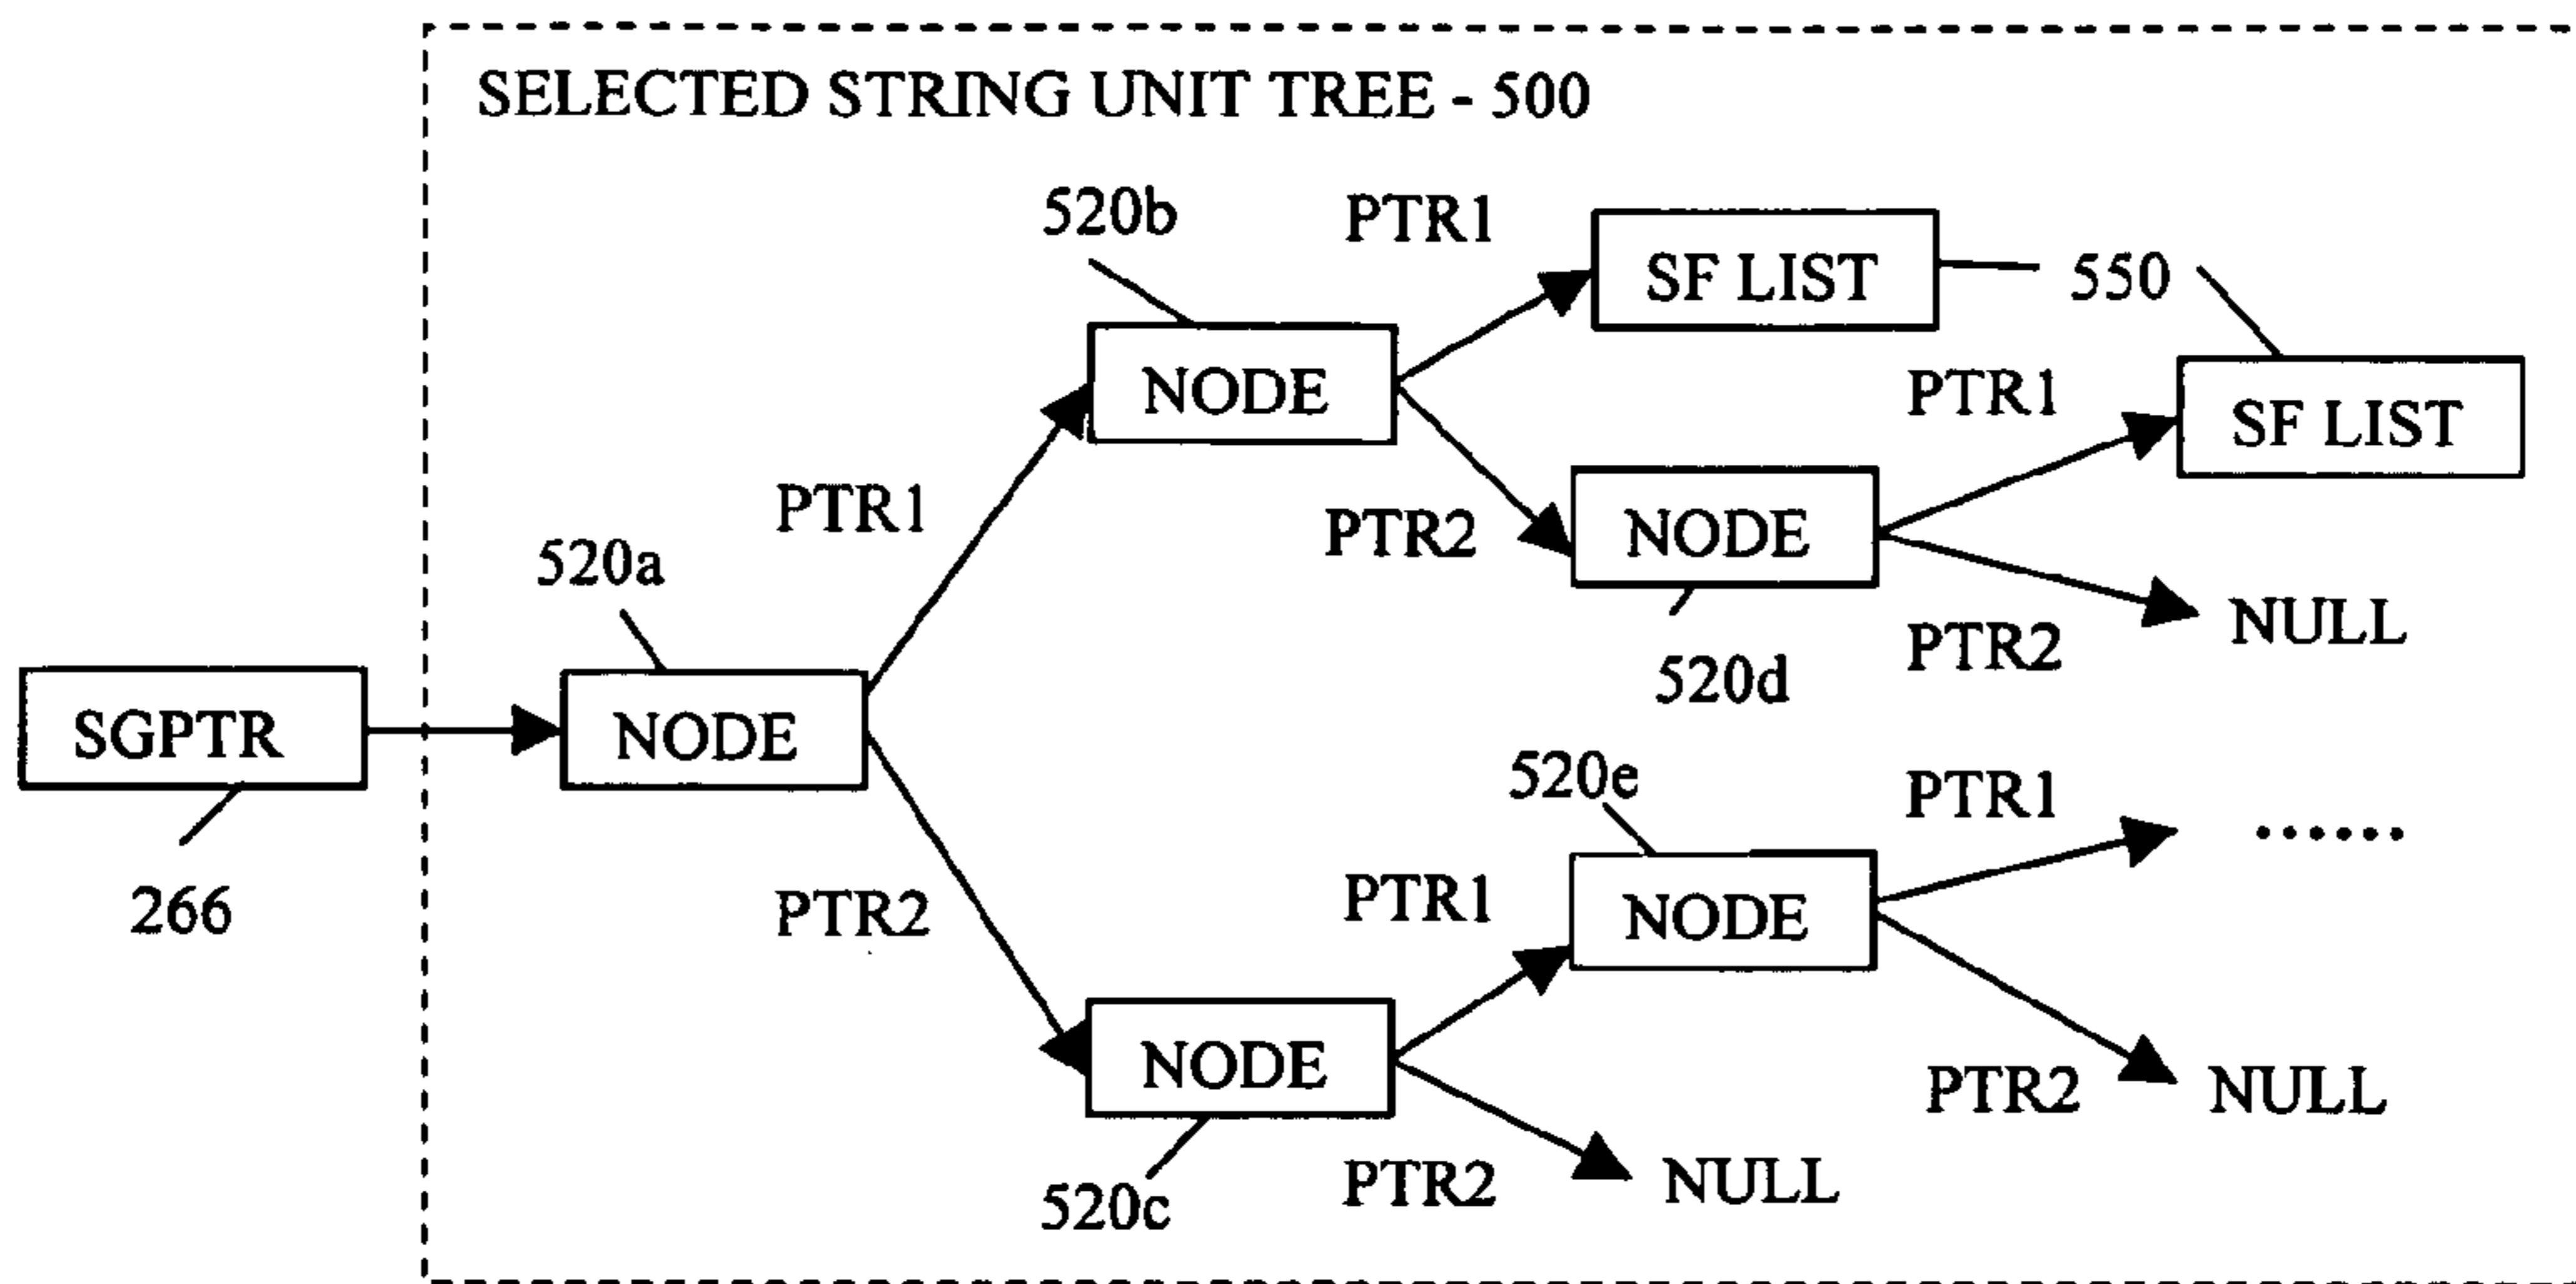 SELECTED STRING UNIT TREE - 500
520b
PTR1
SF LIST
550
NODE
PTR1
SF LIST
PTR1
PTR2
NODE
520a
NULL
PTR2
520d
SGPTR
NODE
520e
PTR1
......
266
PTR2
PTR1
NODE
NODE
PTR2
NULL
PTR2
NULL
520c